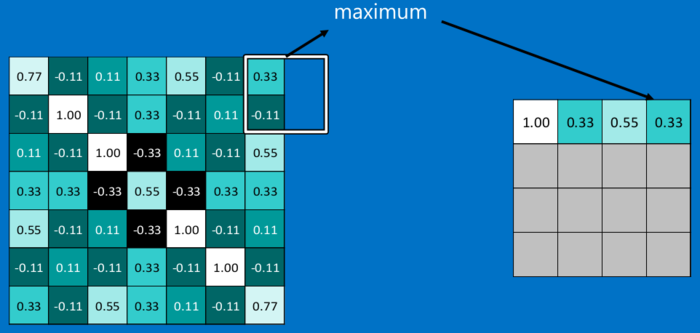 maximum
0.77 -0.11 0.11 0.33 0.55 -0.11 0.33
-0.11 1.00 -0.11 0.33 -0.11 0.11 -0.11
1.00 0.33 0.55 0.33
0.11 -0.11 1.00 -0.33 0.11 -0.11 0.55
0.33 0.33 -0.33 0.55 -0.33 0.33 0.33
0.55 -0.11 0.11 -0.33 1.00 -0.11 0.11
-0.11 0.11 -0.11 0.33 -0.11 1.00 -0.11
0.33 -0.11 0.55 0.33 0.11 -0.11 0.77